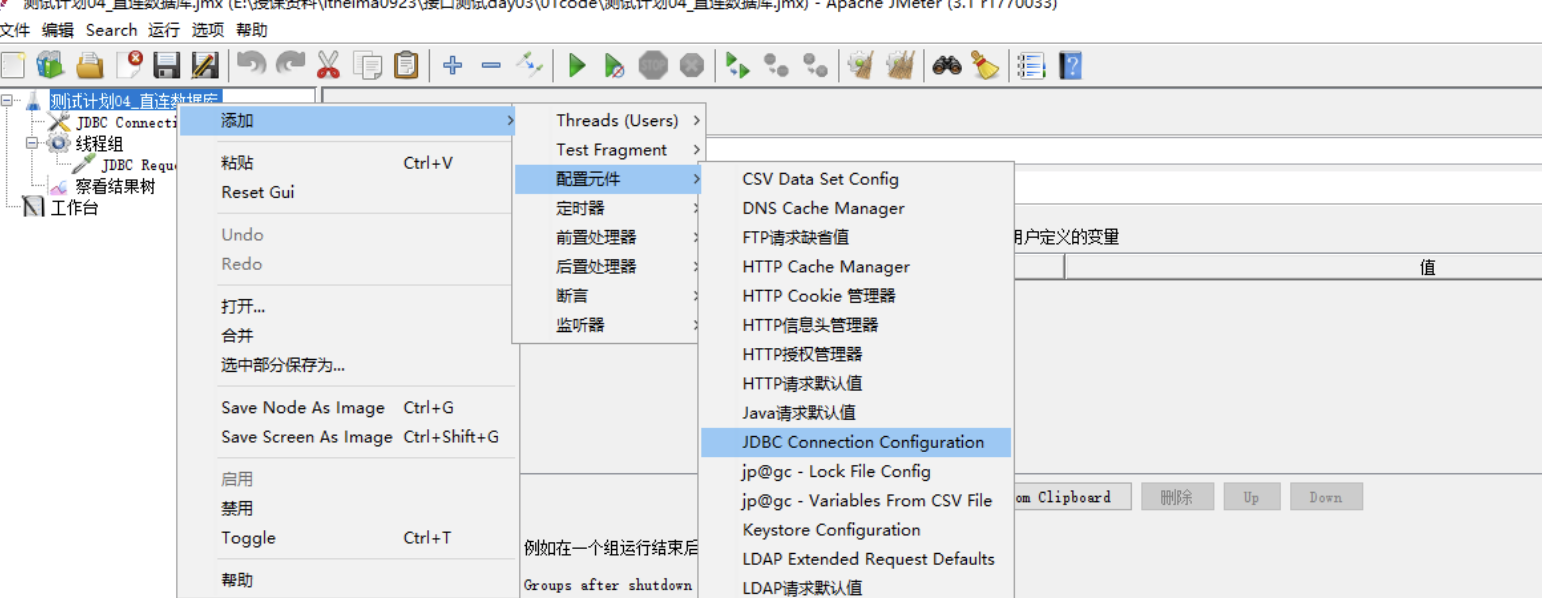 测试计划04_直连数据库.jmx (E:\授课资料\itheima0923\接口测试day03\01code\测试计划04_直连数据库.jmx) - Apache JMeter (3.1 r1770033)
文件 编辑 Search 运行 选项 帮助
测试计划04_直连数据库
JDBC Connecti
线程组
JDBC Reque
察看结果树
工作台
添加
粘贴 Ctrl+V
Reset Gui
Undo
Redo
打开...
合并
选中部分保存为...
Save Node As Image Ctrl+G
Save Screen As Image Ctrl+Shift+G
启用
禁用
Toggle Ctrl+T
帮助
Threads (Users)
Test Fragment
配置元件
定时器
前置处理器
后置处理器
断言
监听器
CSV Data Set Config
DNS Cache Manager
FTP请求缺省值
HTTP Cache Manager
HTTP Cookie 管理器
HTTP信息头管理器
HTTP授权管理器
HTTP请求默认值
Java请求默认值
JDBC Connection Configuration
jp@gc - Lock File Config
jp@gc - Variables From CSV File
Keystore Configuration
LDAP Extended Request Defaults
LDAP请求默认值
用户定义的变量
值
om Clipboard 删除 Up Down
例如在一个组运行结束后
Groups after shutdown
STOP